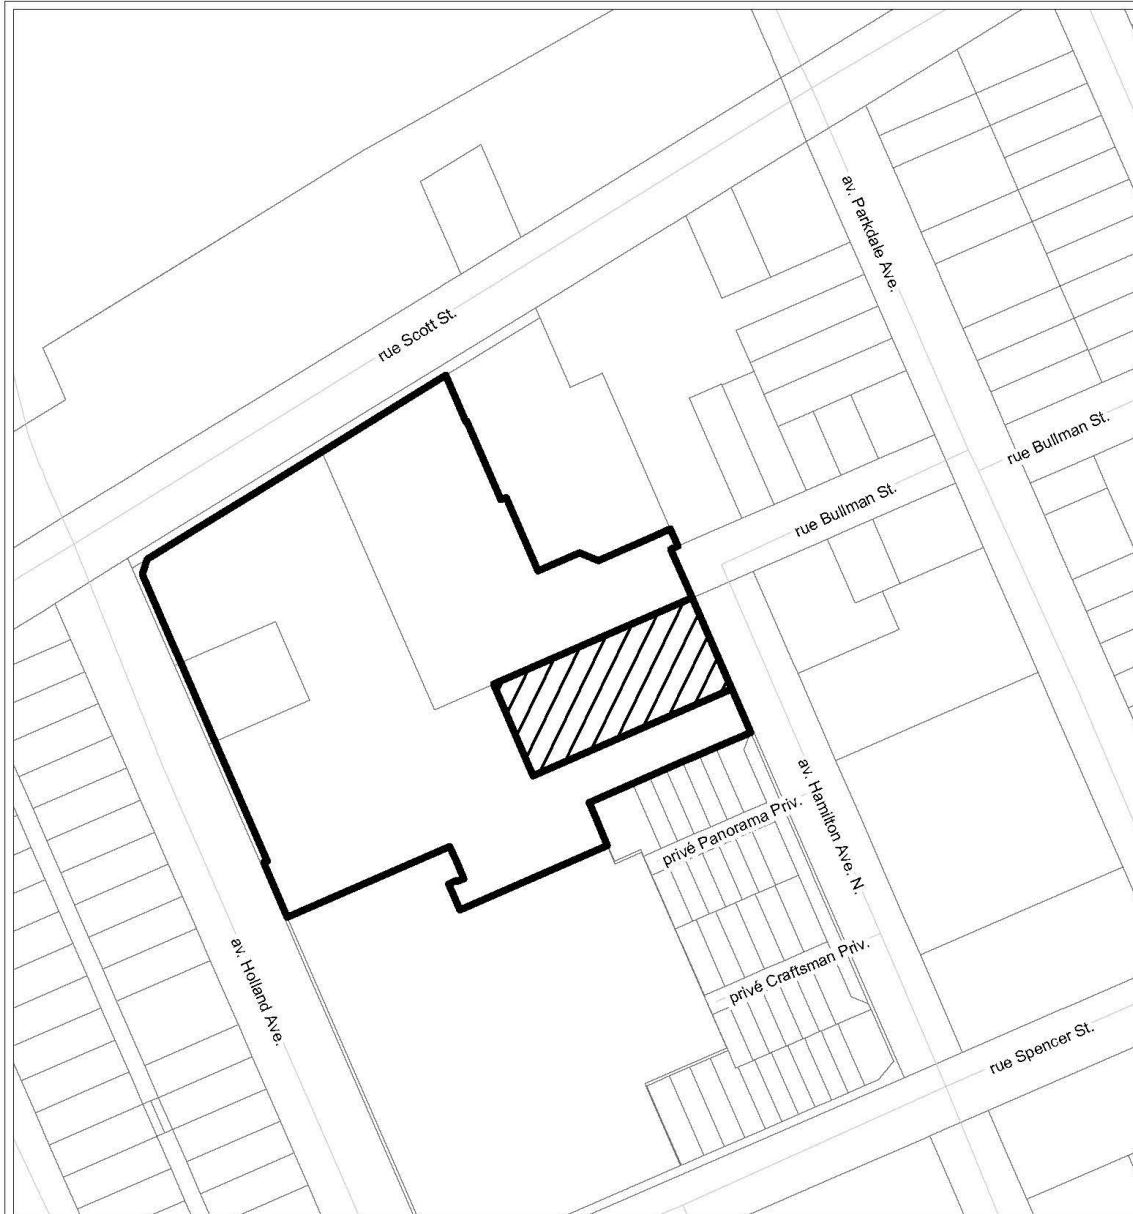 av. Parkdale Ave.
rue Scott St.
rue Bullman St.
rue Bullman St.
av. Hamilton Ave. N.
privé Panorama Priv.
av. Holland Ave.
privé Craftsman Priv.
rue Spencer St.